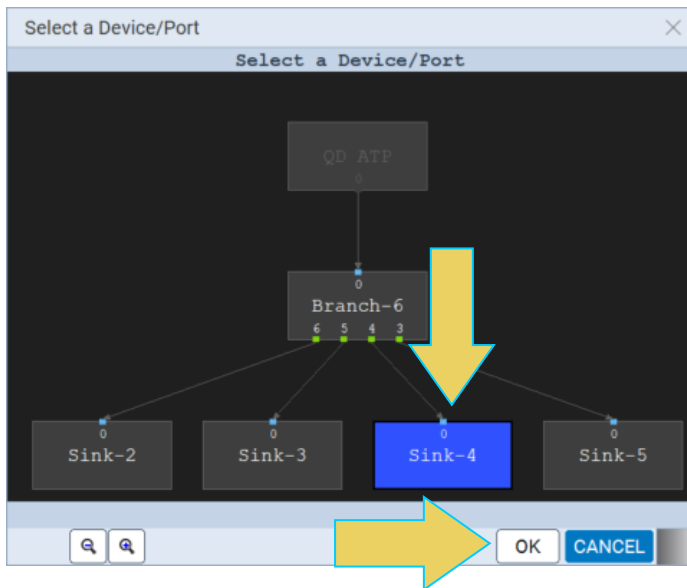 Select a Device/Port
Select a Device/Port
QD ATP
0
0
Branch-6
6 5 4 3
0 0 0 0
Sink-2 Sink-3 Sink-4 Sink-5
OK CANCEL